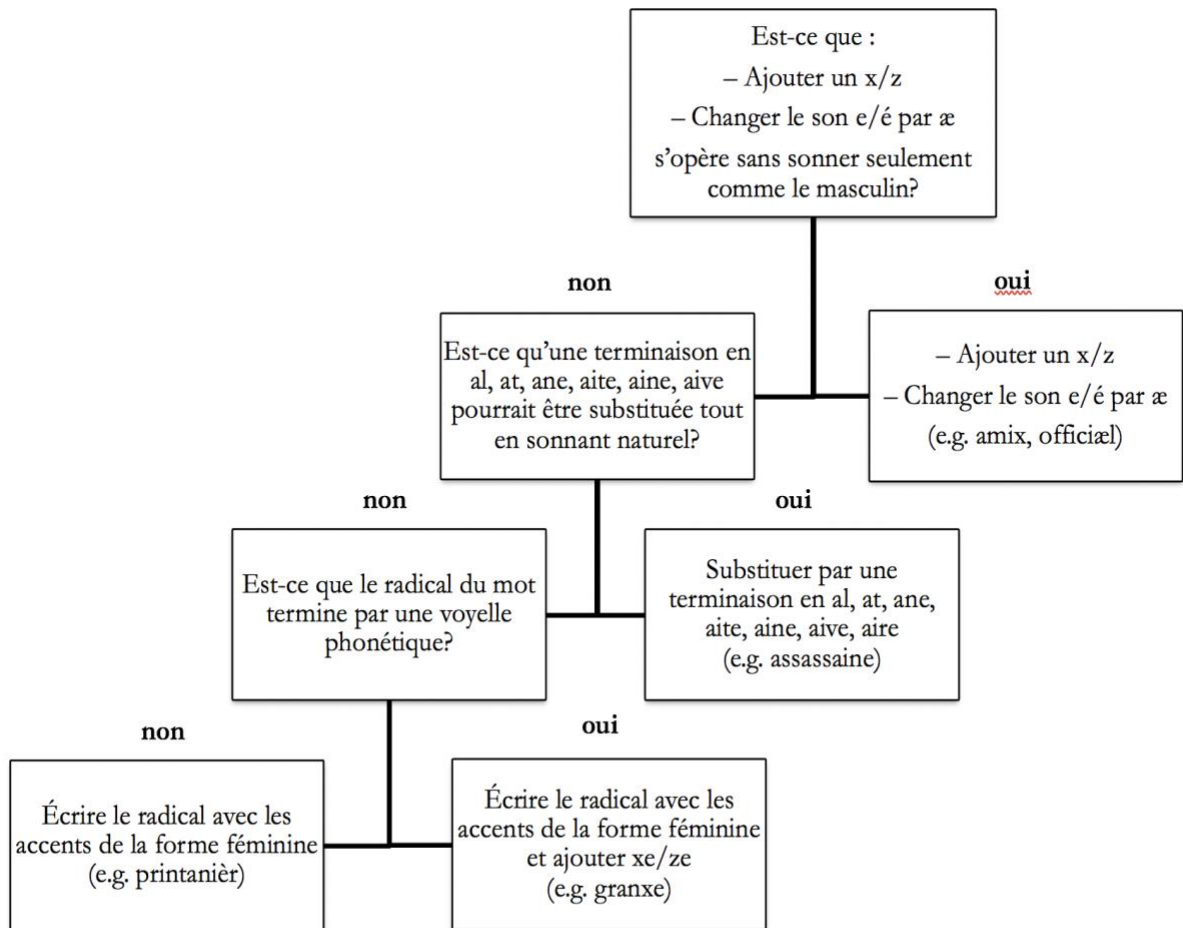 Est-ce que :
– Ajouter un x/z
– Changer le son e/é par æ
s’opère sans sonner seulement
comme le masculin?
non
oui
Est-ce qu’une terminaison en
al, at, ane, aite, aine, aive
pourrait être substituée tout
en sonnant naturel?
– Ajouter un x/z
– Changer le son e/é par æ
(e.g. amix, officiæl)
non
oui
Est-ce que le radical du mot
termine par une voyelle
phonétique?
Substituer par une
terminaison en al, at, ane,
aite, aine, aive, aire
(e.g. assassaine)
non
oui
Écrire le radical avec les
accents de la forme féminine
(e.g. printanièr)
Écrire le radical avec les
accents de la forme féminine
et ajouter xe/ze
(e.g. granxe)